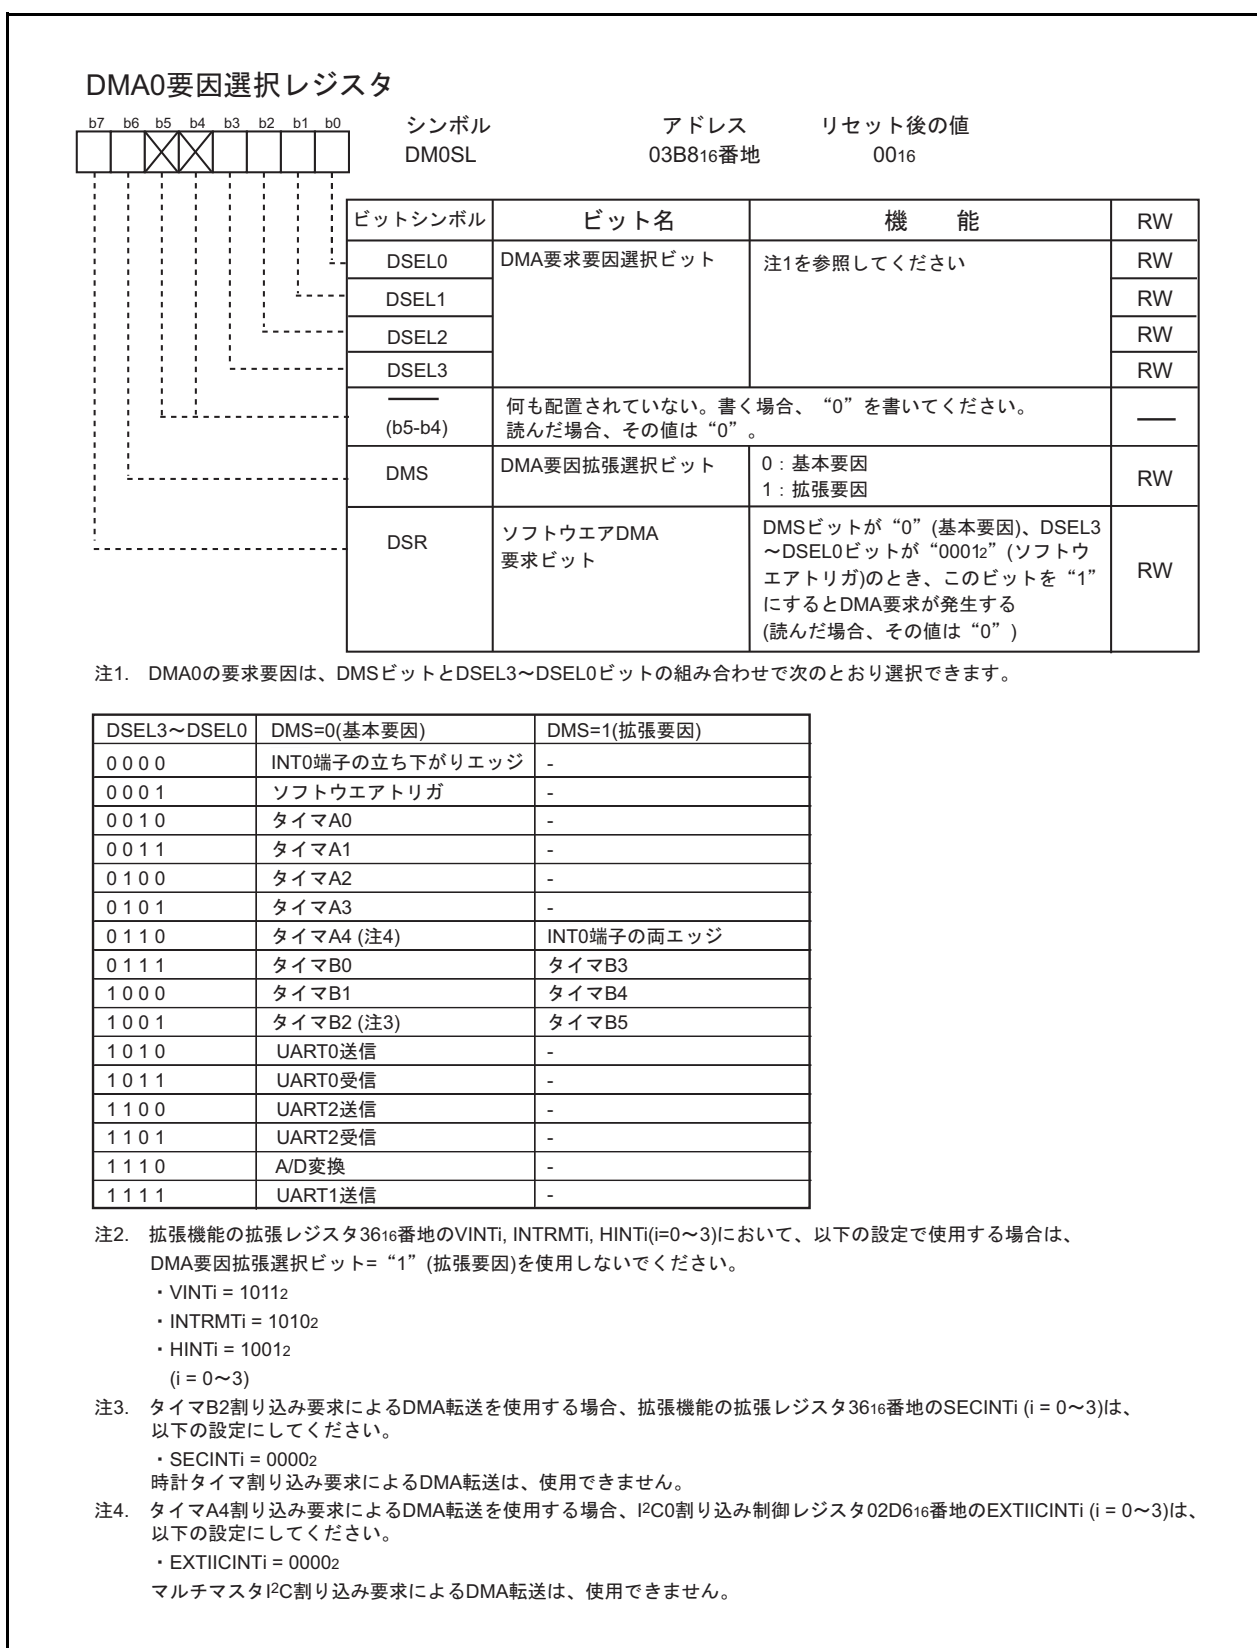 DMA0要因選択レジスタ
b7 b6 b5 b4 b3 b2 b1 b0
シンボル アドレス リセット後の値
DM0SL 03B816番地 0016
ビットシンボル ビット名 機 能 RW
DSEL0 DMA要求要因選択ビット 注1を参照してください RW
DSEL1 RW
DSEL2 RW
DSEL3 RW
(b5-b4) 何も配置されていない。書く場合、“0”を書いてください。
読んだ場合、その値は“0”。
DMS DMA要因拡張選択ビット 0：基本要因 RW
1：拡張要因
DSR ソフトウエアDMA DMSビットが“0”(基本要因)、DSEL3 RW
要求ビット ～DSEL0ビットが“00012”(ソフトウ
エアトリガ)のとき、このビットを“1”
にするとDMA要求が発生する
(読んだ場合、その値は“0”)
注1. DMA0の要求要因は、DMSビットとDSEL3～DSEL0ビットの組み合わせで次のとおり選択できます。
DSEL3～DSEL0 DMS=0(基本要因) DMS=1(拡張要因)
0 0 0 0 INT0端子の立ち下がりエッジ -
0 0 0 1 ソフトウエアトリガ -
0 0 1 0 タイマA0 -
0 0 1 1 タイマA1 -
0 1 0 0 タイマA2 -
0 1 0 1 タイマA3 -
0 1 1 0 タイマA4 (注4) INT0端子の両エッジ
0 1 1 1 タイマB0 タイマB3
1 0 0 0 タイマB1 タイマB4
1 0 0 1 タイマB2 (注3) タイマB5
1 0 1 0 UART0送信 -
1 0 1 1 UART0受信 -
1 1 0 0 UART2送信 -
1 1 0 1 UART2受信 -
1 1 1 0 A/D変換 -
1 1 1 1 UART1送信 -
注2. 拡張機能の拡張レジスタ3616番地のVINTi, INTRMTi, HINTi(i=0～3)において、以下の設定で使用する場合は、
DMA要因拡張選択ビット=“1”(拡張要因)を使用しないでください。
・VINTi = 10112
・INTRMTi = 10102
・HINTi = 10012
(i = 0～3)
注3. タイマB2割り込み要求によるDMA転送を使用する場合、拡張機能の拡張レジスタ3616番地のSECINTi (i = 0～3)は、
以下の設定にしてください。
・SECINTi = 00002
時計タイマ割り込み要求によるDMA転送は、使用できません。
注4. タイマA4割り込み要求によるDMA転送を使用する場合、I2C0割り込み制御レジスタ02D616番地のEXTIICINTi (i = 0～3)は、
以下の設定にしてください。
・EXTIICINTi = 00002
マルチマスタI2C割り込み要求によるDMA転送は、使用できません。